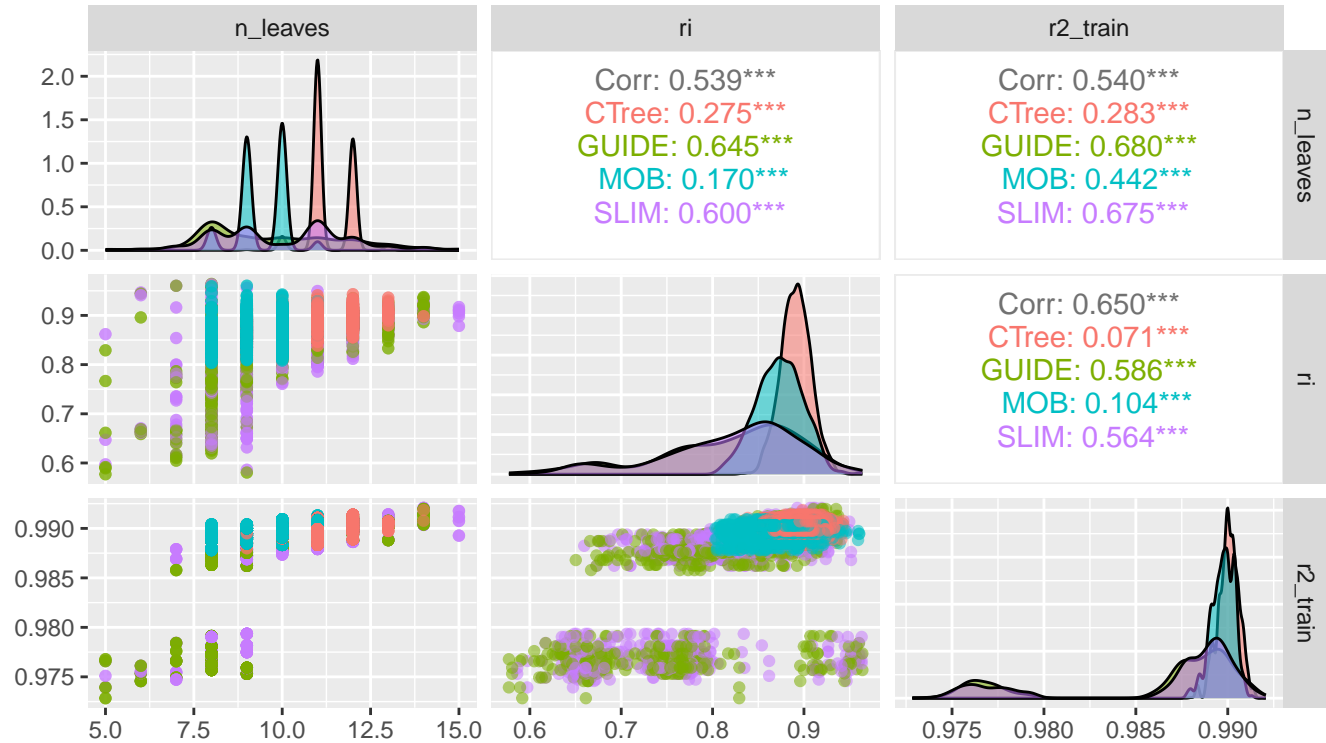 n_leaves
ri
r2_train
2.0
1.5
1.0
0.5
0.0
Corr: 0.539***
CTree: 0.275***
GUIDE: 0.645***
MOB: 0.170***
SLIM: 0.600***
Corr: 0.540***
CTree: 0.283***
GUIDE: 0.680***
MOB: 0.442***
SLIM: 0.675***
n_leaves
0.9
0.8
0.7
0.6
Corr: 0.650***
CTree: 0.071***
GUIDE: 0.586***
MOB: 0.104***
SLIM: 0.564***
ri
0.990
0.985
0.980
0.975
r2_train
5.0 7.5 10.0 12.5 15.0
0.6 0.7 0.8 0.9
0.975 0.980 0.985 0.990